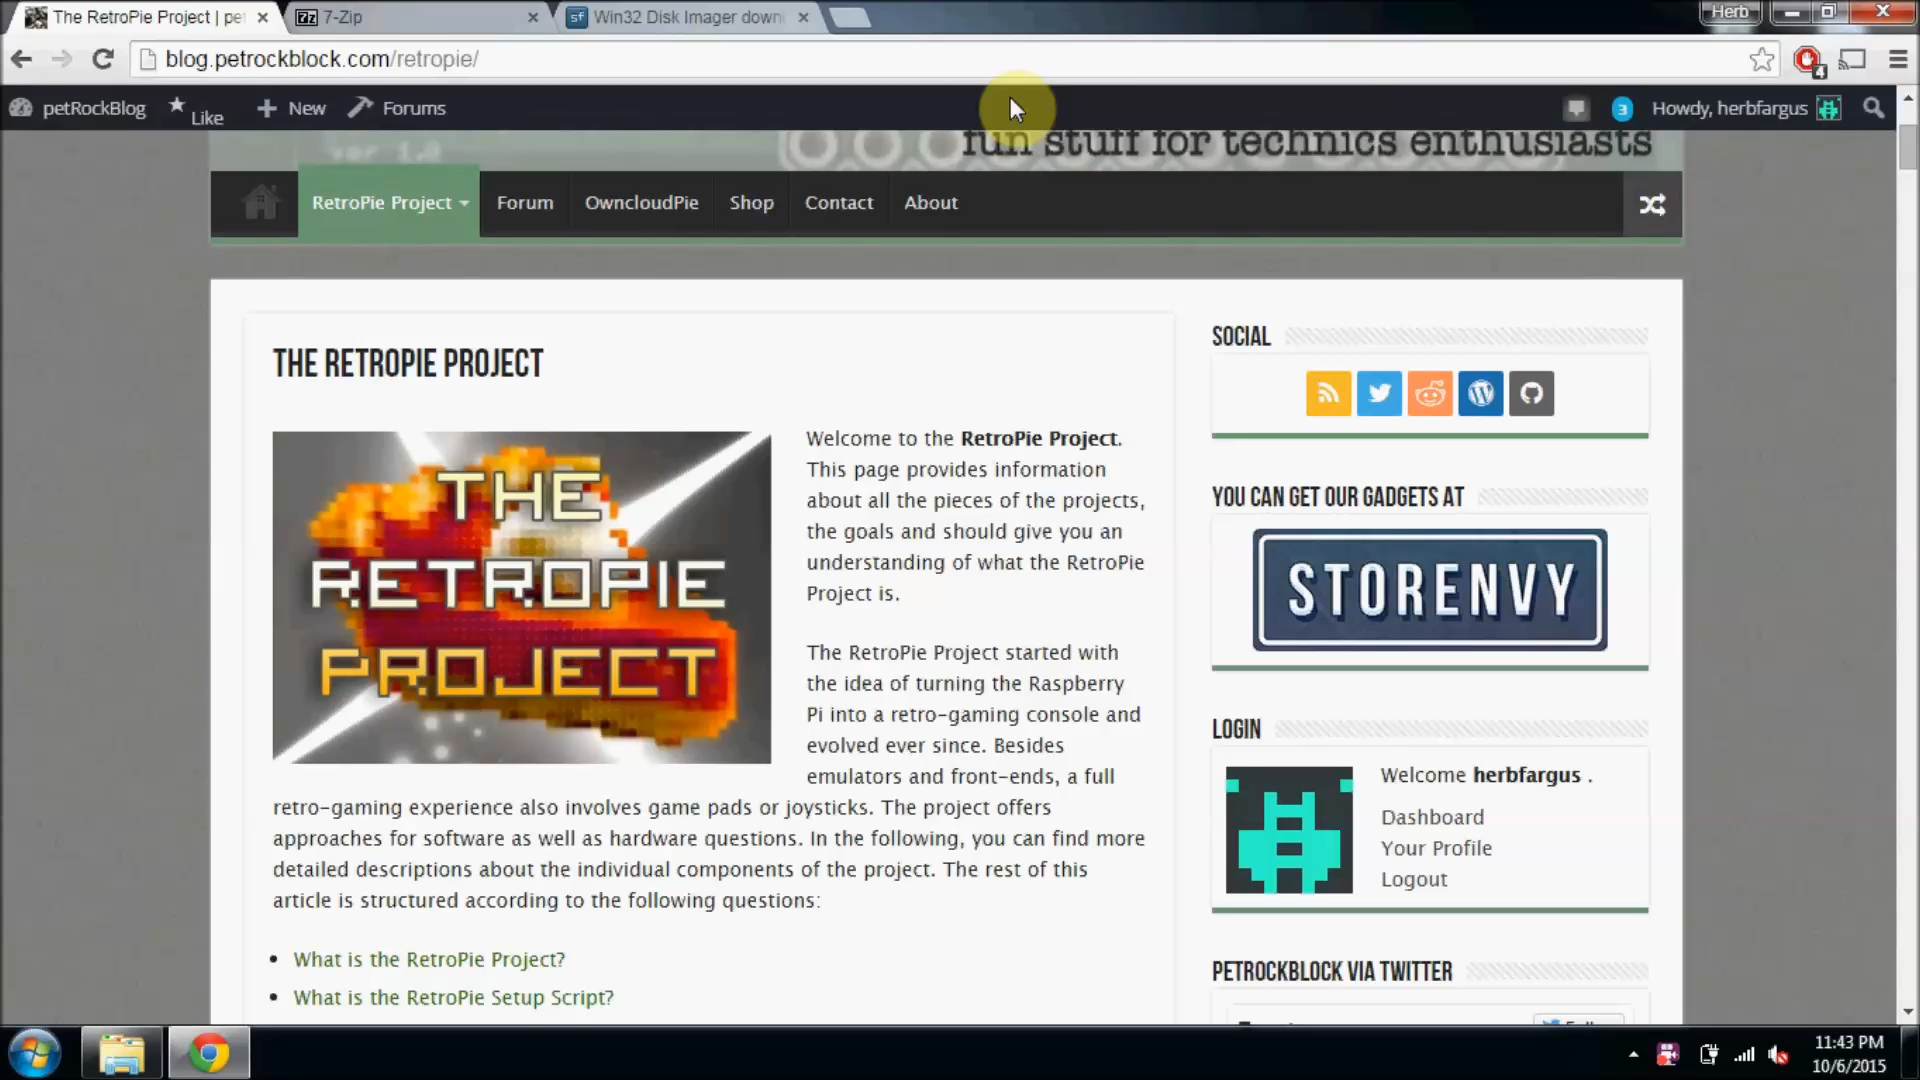 The RetroPie Project | pe
7-Zip
Win32 Disk Imager down
Herb
blog.petrockblock.com/retropie/
4
petRockBlog
Like
New
Forums
3
Howdy, herbfargus
ver 1.0
fun stuff for technics enthusiasts
RetroPie Project
Forum
OwncloudPie
Shop
Contact
About
THE RETROPIE PROJECT
THE
RETROPIE
PROJECT
Welcome to the RetroPie Project.
This page provides information
about all the pieces of the projects,
the goals and should give you an
understanding of what the RetroPie
Project is.
The RetroPie Project started with
the idea of turning the Raspberry
Pi into a retro-gaming console and
evolved ever since. Besides
emulators and front-ends, a full
retro-gaming experience also involves game pads or joysticks. The project offers
approaches for software as well as hardware questions. In the following, you can find more
detailed descriptions about the individual components of the project. The rest of this
article is structured according to the following questions:
What is the RetroPie Project?
What is the RetroPie Setup Script?
SOCIAL
YOU CAN GET OUR GADGETS AT
STORENVY
LOGIN
Welcome herbfargus .
Dashboard
Your Profile
Logout
PETROCKBLOCK VIA TWITTER
11:43 PM
10/6/2015